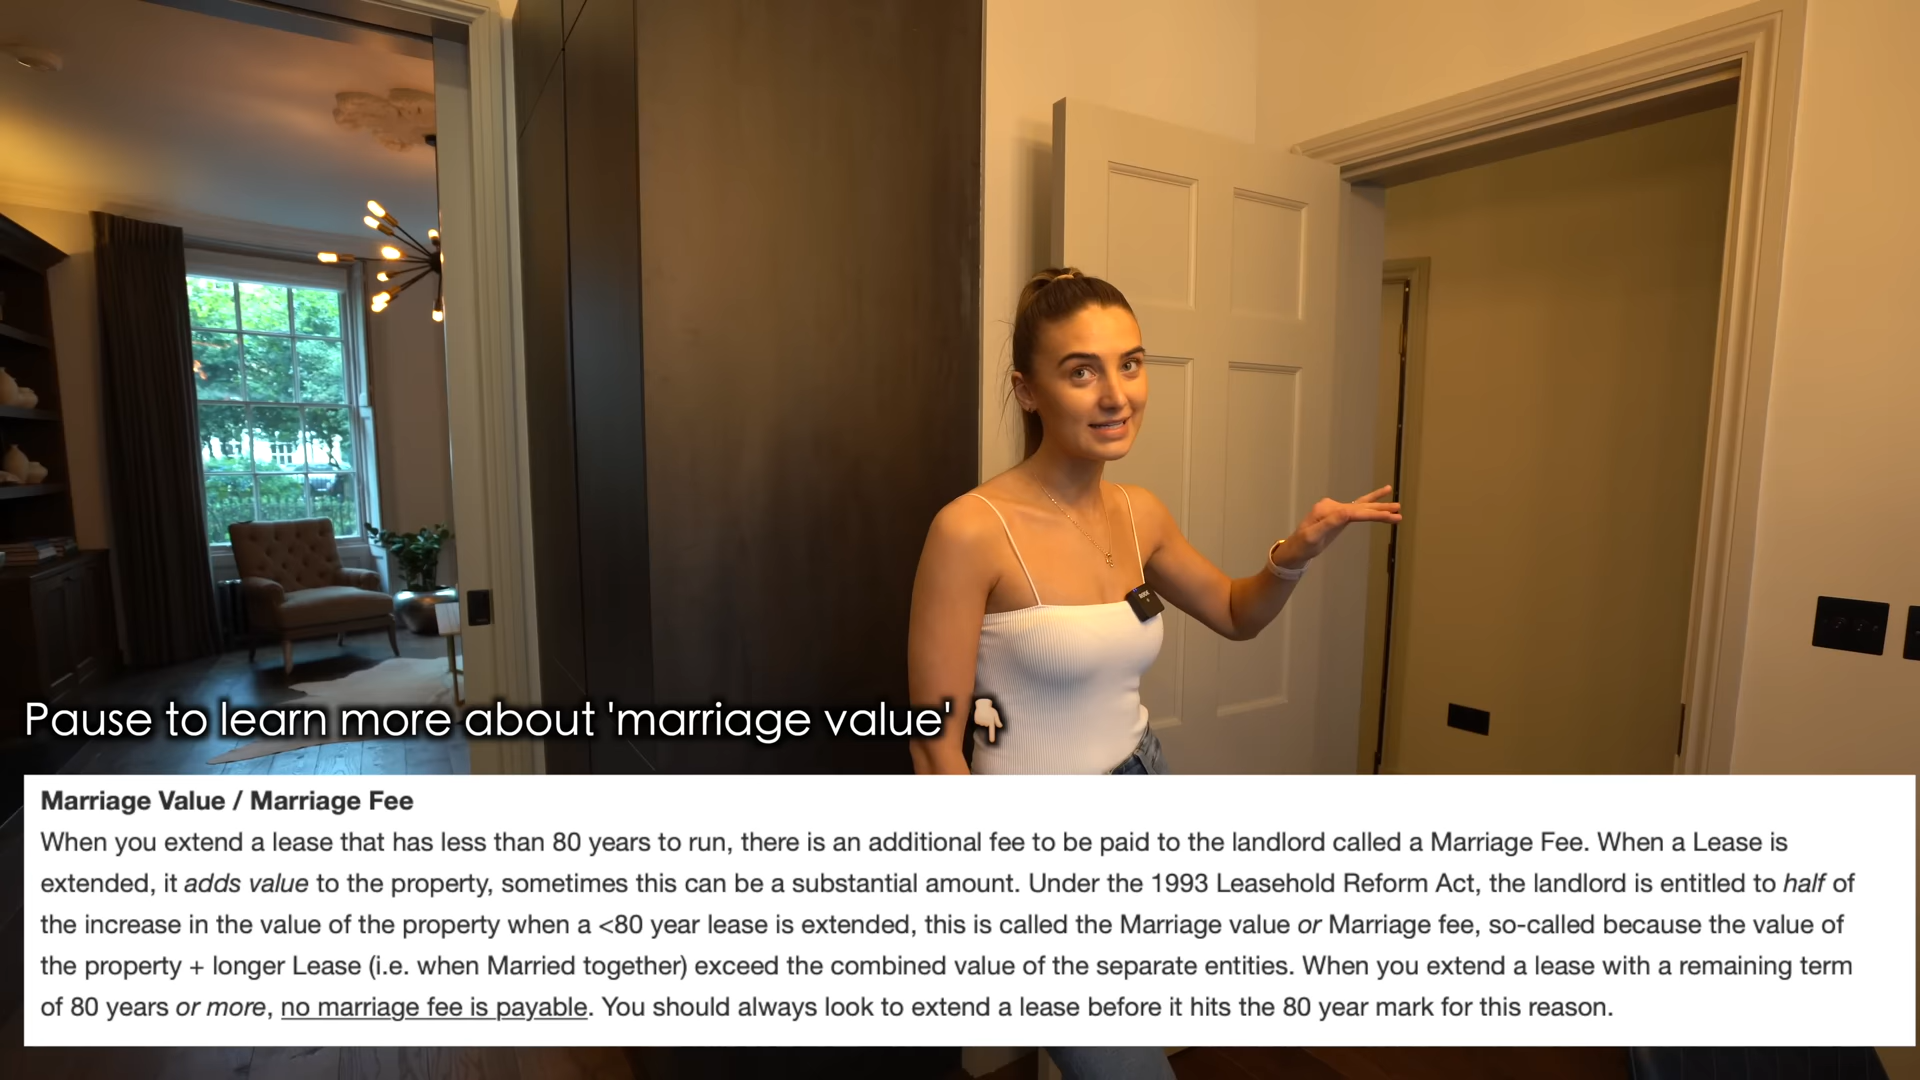 Pause to learn more about 'marriage value' 👇
Marriage Value / Marriage Fee
When you extend a lease that has less than 80 years to run, there is an additional fee to be paid to the landlord called a Marriage Fee. When a Lease is
extended, it adds value to the property, sometimes this can be a substantial amount. Under the 1993 Leasehold Reform Act, the landlord is entitled to half of
the increase in the value of the property when a <80 year lease is extended, this is called the Marriage value or Marriage fee, so-called because the value of
the property + longer Lease (i.e. when Married together) exceed the combined value of the separate entities. When you extend a lease with a remaining term
of 80 years or more, no marriage fee is payable. You should always look to extend a lease before it hits the 80 year mark for this reason.